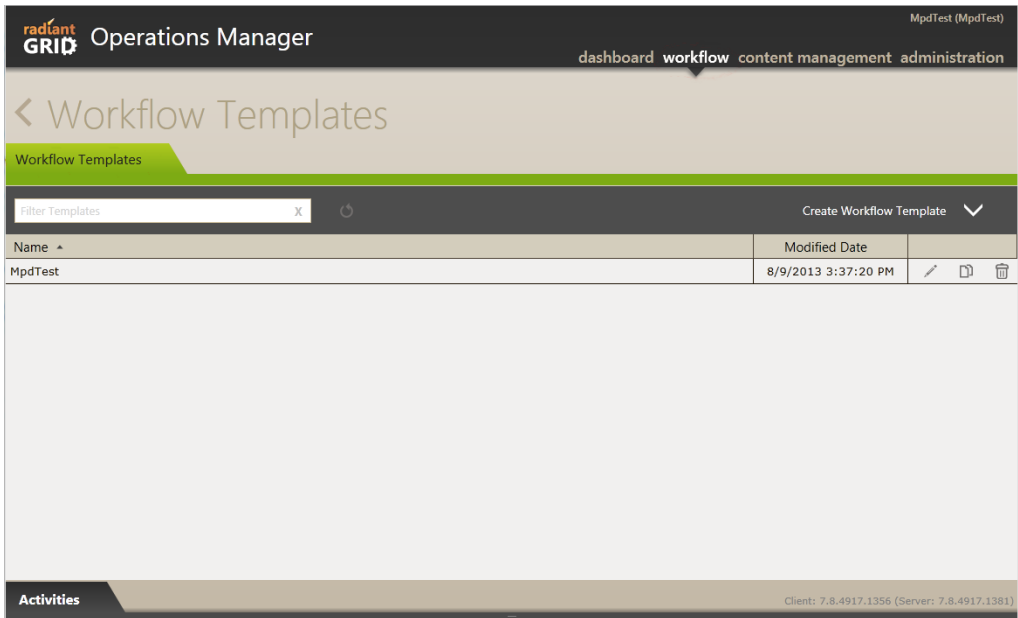 MpdTest (MpdTest)
radiant
GRID
Operations Manager
dashboard workflow content management administration
Workflow Templates
Workflow Templates
Filter Templates X
Create Workflow Template
Name Modified Date
MpdTest 8/9/2013 3:37:20 PM
Activities
Client: 7.8.4917.1356 (Server: 7.8.4917.1381)